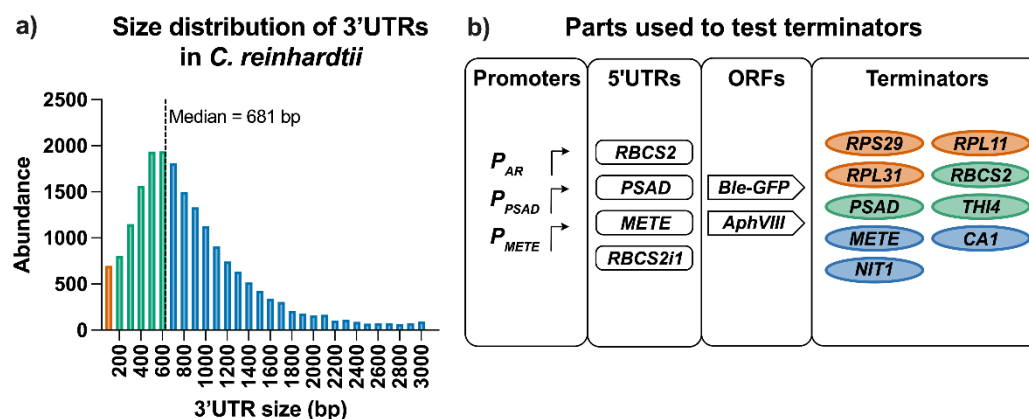 a)
Size distribution of 3'UTRs
in C. reinhardtii
Abundance
2500
2000
1500
1000
500
0
Median = 681 bp
200
400
600
800
1000
1200
1400
1600
1800
2000
2200
2400
2600
2800
3000
3'UTR size (bp)
b)
Parts used to test terminators
Promoters
P_AR
P_PSAD
P_METE
5'UTRs
RBCS2
PSAD
METE
RBCS2i1
ORFs
Ble-GFP
AphVIII
Terminators
RPS29 RPL11
RPL31 RBCS2
PSAD THI4
METE CA1
NIT1